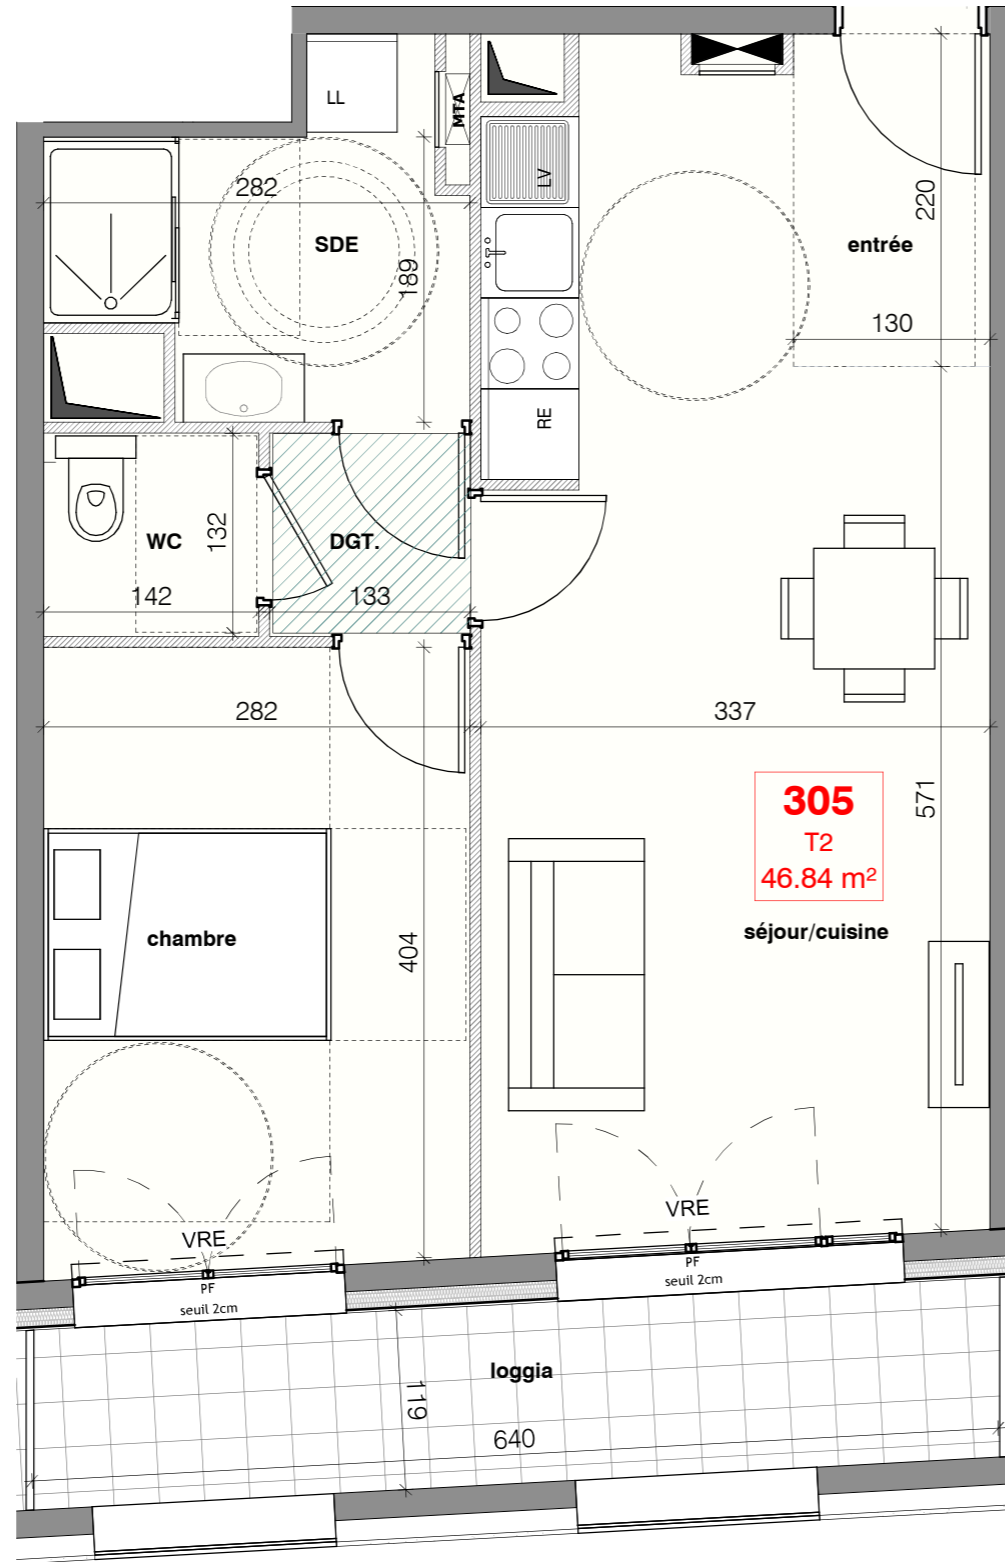 LL
MTA
282
SDE
189
LV
220
entrée
130
RE
WC
132
DGT.
142
133
282
337
305
T2
46.84 m²
571
séjour/cuisine
chambre
404
VRE
PF
seuil 2cm
VRE
PF
seuil 2cm
loggia
119
640